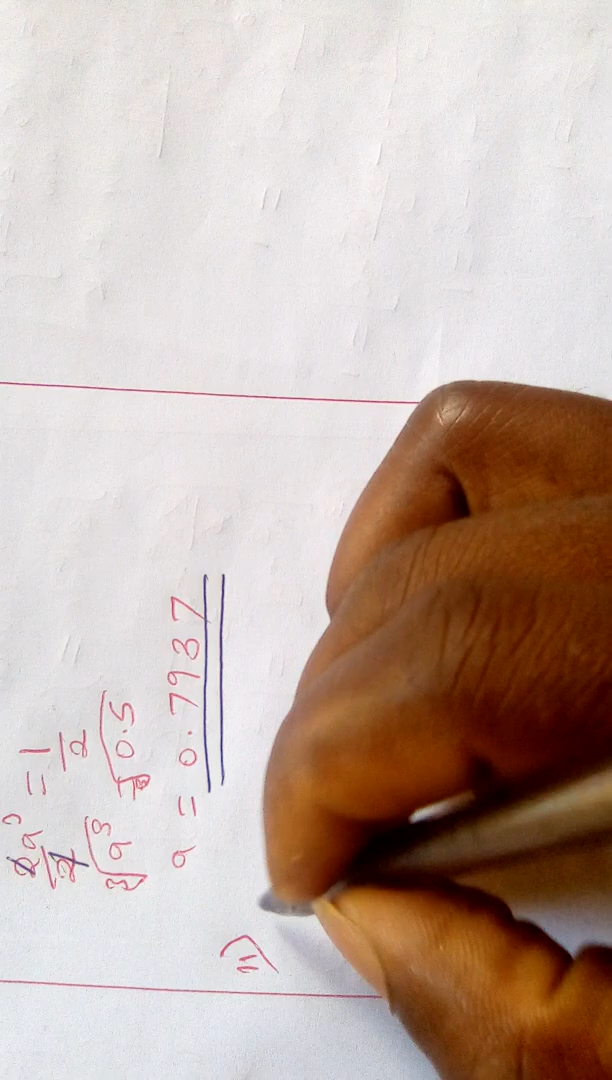 2a³/2 = 1/2
∛a³ = ∛0.5
a = 0.7937
ii)